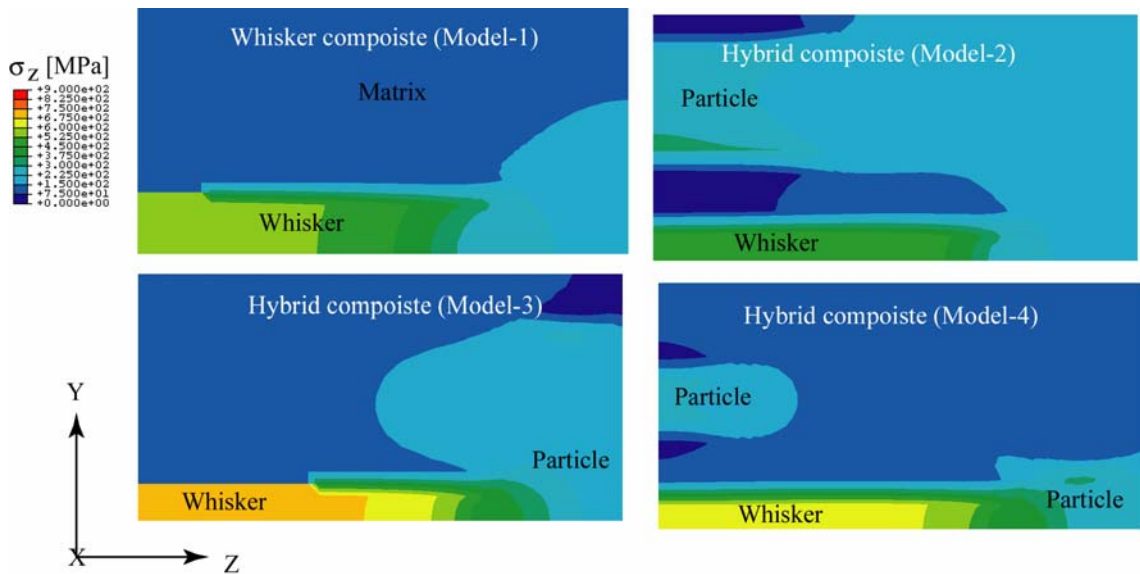 Whisker compoiste (Model-1)
Hybrid compoiste (Model-2)
σZ [MPa]
+9.000e+02
+8.250e+02
+7.500e+02
+6.750e+02
+6.000e+02
+5.250e+02
+4.500e+02
+3.750e+02
+3.000e+02
+2.250e+02
+1.500e+02
+7.500e+01
+0.000e+00
Matrix
Particle
Whisker
Whisker
Hybrid compoiste (Model-3)
Hybrid compoiste (Model-4)
Particle
Particle
Whisker
Particle
Whisker
Y
X
Z